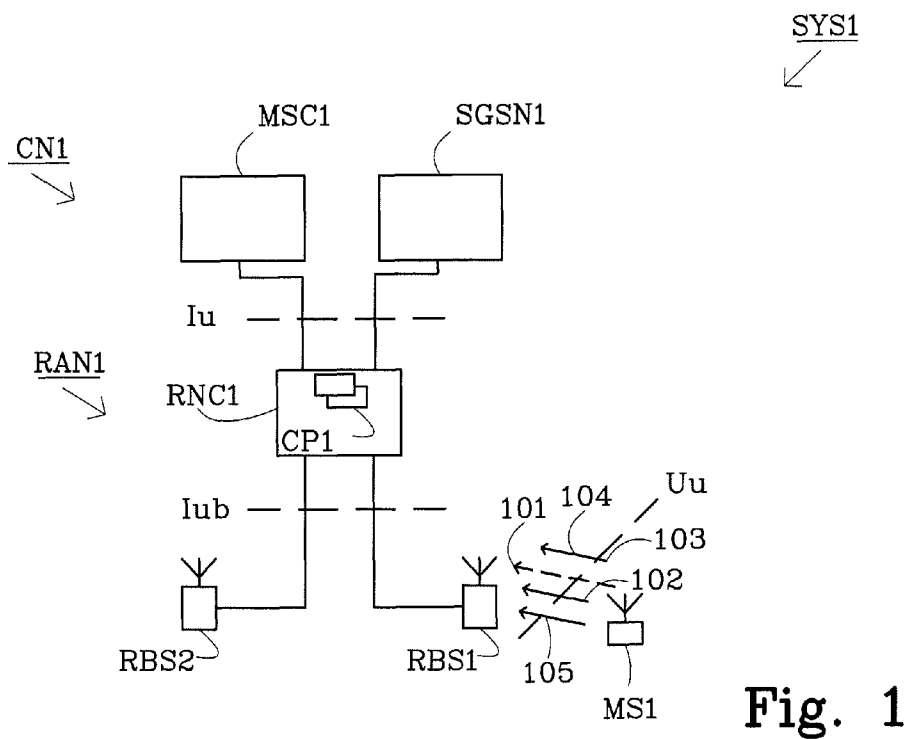 SYS1
MSC1
SGSN1
CN1
Iu
RAN1
RNC1
CP1
Uu
104
101
Iub
103
102
RBS2
RBS1
105
MS1
Fig. 1